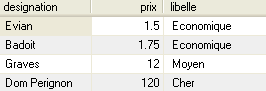 designation prix libelle
Evian 1.5 Economique
Badoit 1.75 Economique
Graves 12 Moyen
Dom Perignon 120 Cher